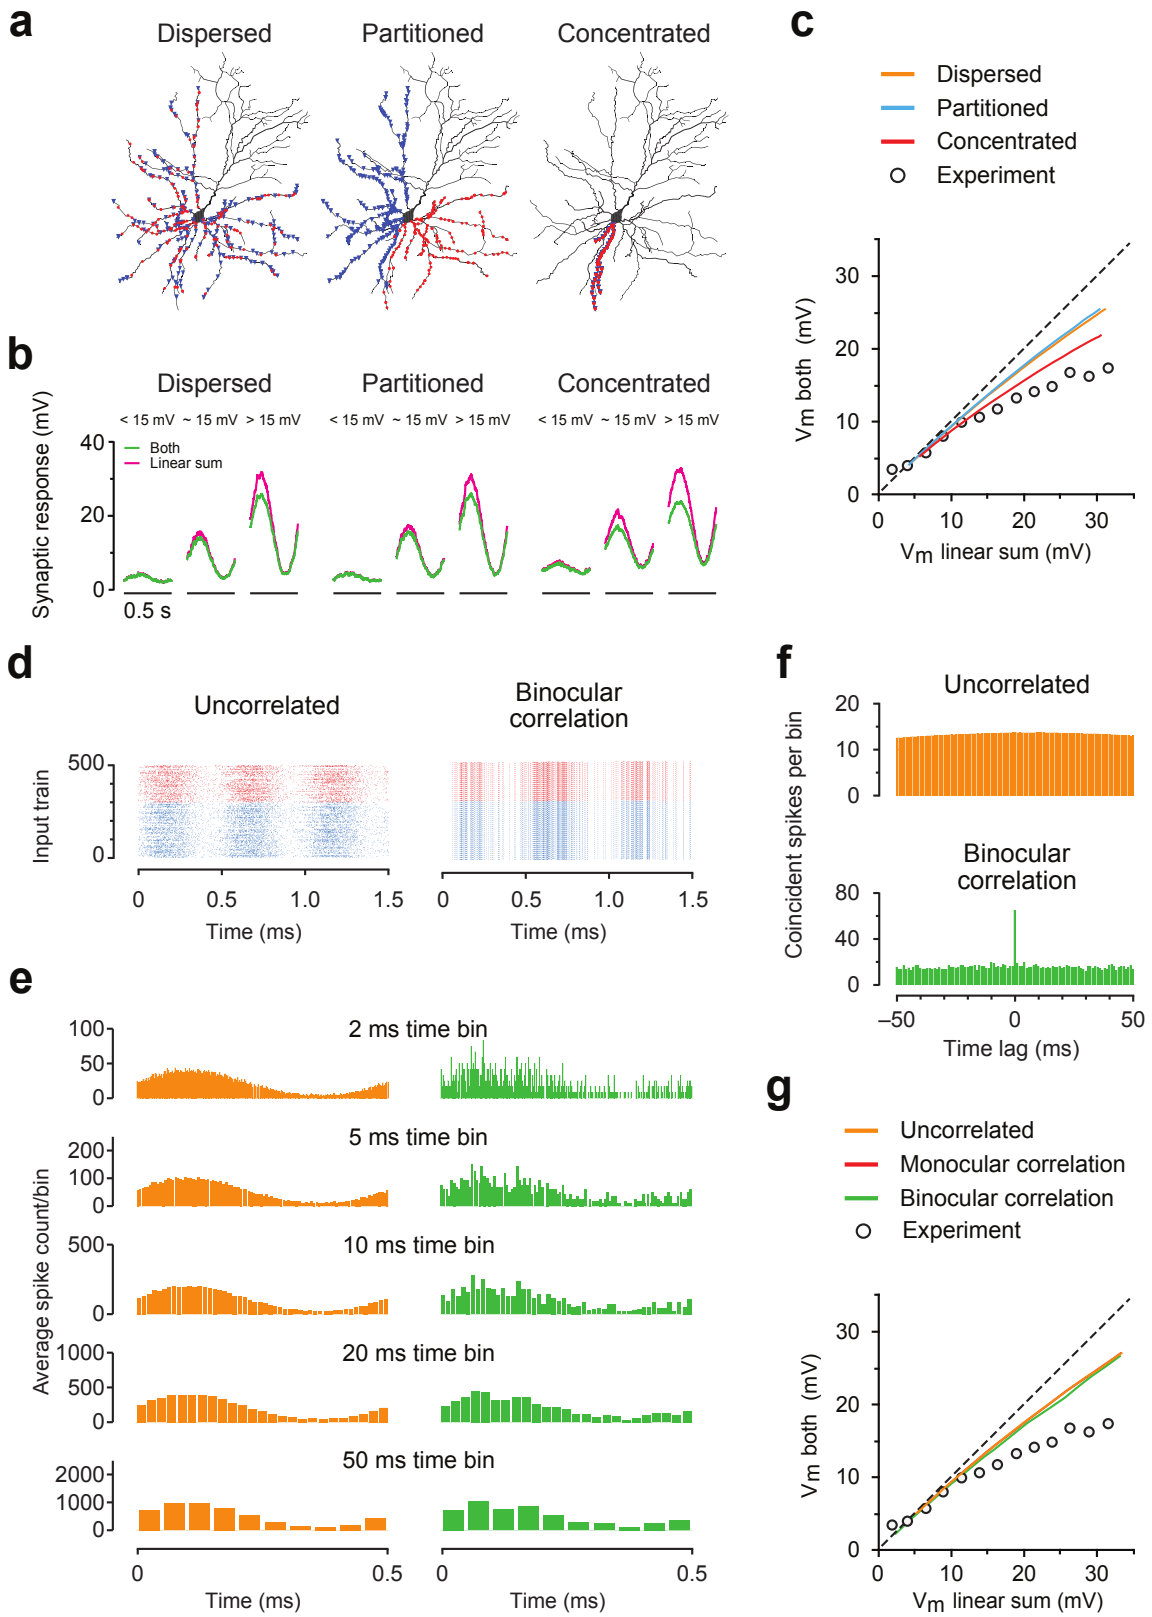 a
Dispersed Partitioned Concentrated
b
Dispersed Partitioned Concentrated
< 15 mV ~ 15 mV > 15 mV < 15 mV ~ 15 mV > 15 mV < 15 mV ~ 15 mV > 15 mV
Synaptic response (mV)
40
20
0
Both
Linear sum
0.5 s
c
Dispersed
Partitioned
Concentrated
Experiment
Vm both (mV)
30
20
10
0
0 10 20 30
Vm linear sum (mV)
d
Uncorrelated
Binocular
correlation
Input train
500
0
0 0.5 1.0 1.5
Time (ms)
0 0.5 1.0 1.5
Time (ms)
e
Average spike count/bin
2 ms time bin
100
50
0
5 ms time bin
200
100
0
10 ms time bin
500
0
20 ms time bin
1000
500
0
50 ms time bin
2000
1000
0
0 0.5
Time (ms)
0 0.5
Time (ms)
f
Uncorrelated
Coincident spikes per bin
20
10
0
Binocular
correlation
80
40
0
–50 0 50
Time lag (ms)
g
Uncorrelated
Monocular correlation
Binocular correlation
Experiment
Vm both (mV)
30
20
10
0
0 10 20 30
Vm linear sum (mV)